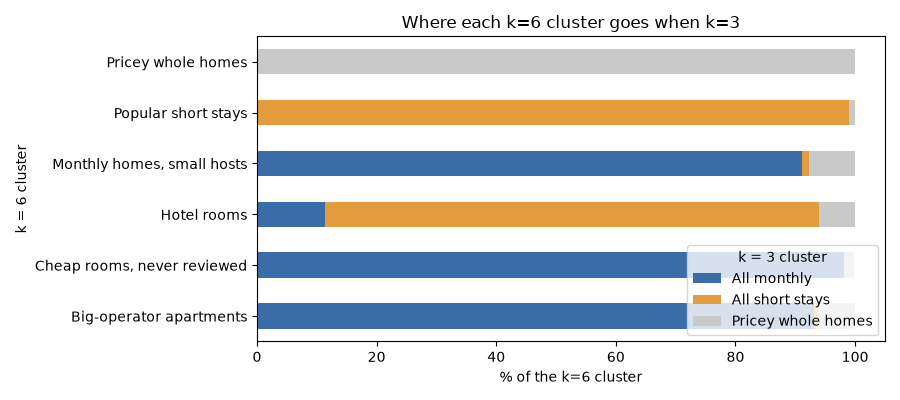 Where each k=6 cluster goes when k=3
k = 6 cluster
Pricey whole homes
Popular short stays
Monthly homes, small hosts
Hotel rooms
Cheap rooms, never reviewed
Big-operator apartments
k = 3 cluster
All monthly
All short stays
Pricey whole homes
0 20 40 60 80 100
% of the k=6 cluster